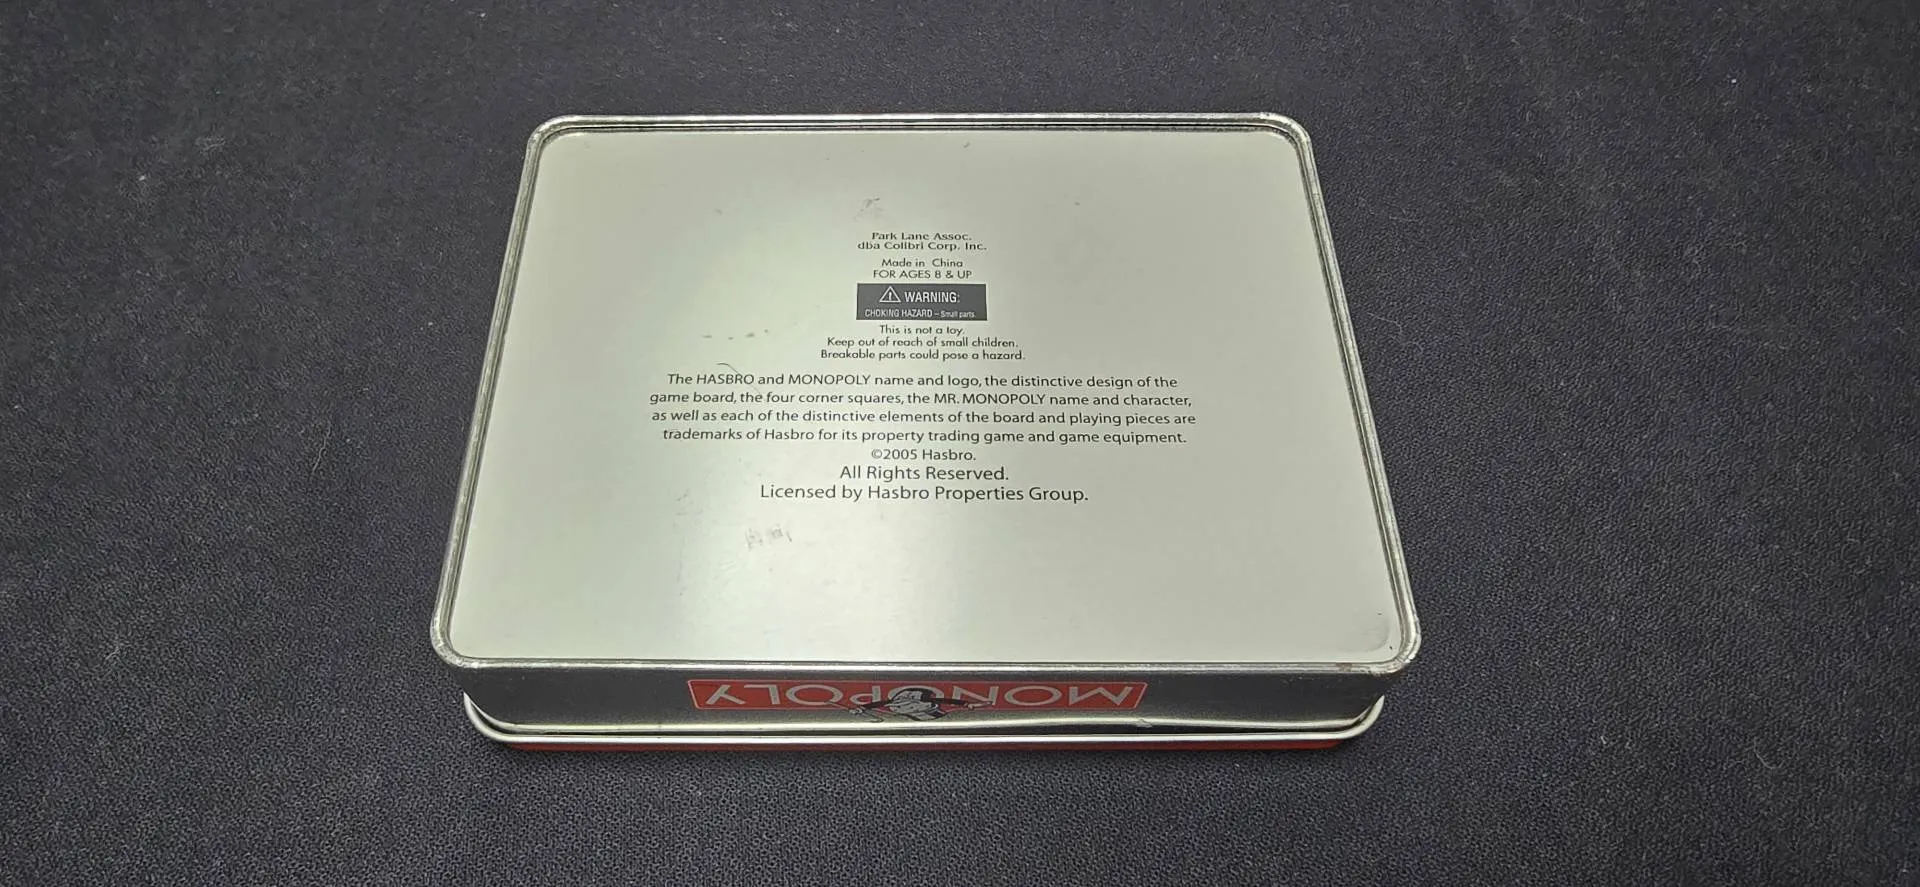 Park Lane Assoc.
dba Colibri Corp. Inc.
Made in China
FOR AGES 8 & UP
⚠ WARNING:
CHOKING HAZARD – Small parts.
This is not a toy.
Keep out of reach of small children.
Breakable parts could pose a hazard.
The HASBRO and MONOPOLY name and logo, the distinctive design of the
game board, the four corner squares, the MR. MONOPOLY name and character,
as well as each of the distinctive elements of the board and playing pieces are
trademarks of Hasbro for its property trading game and game equipment.
©2005 Hasbro.
All Rights Reserved.
Licensed by Hasbro Properties Group.
MONOPOLY